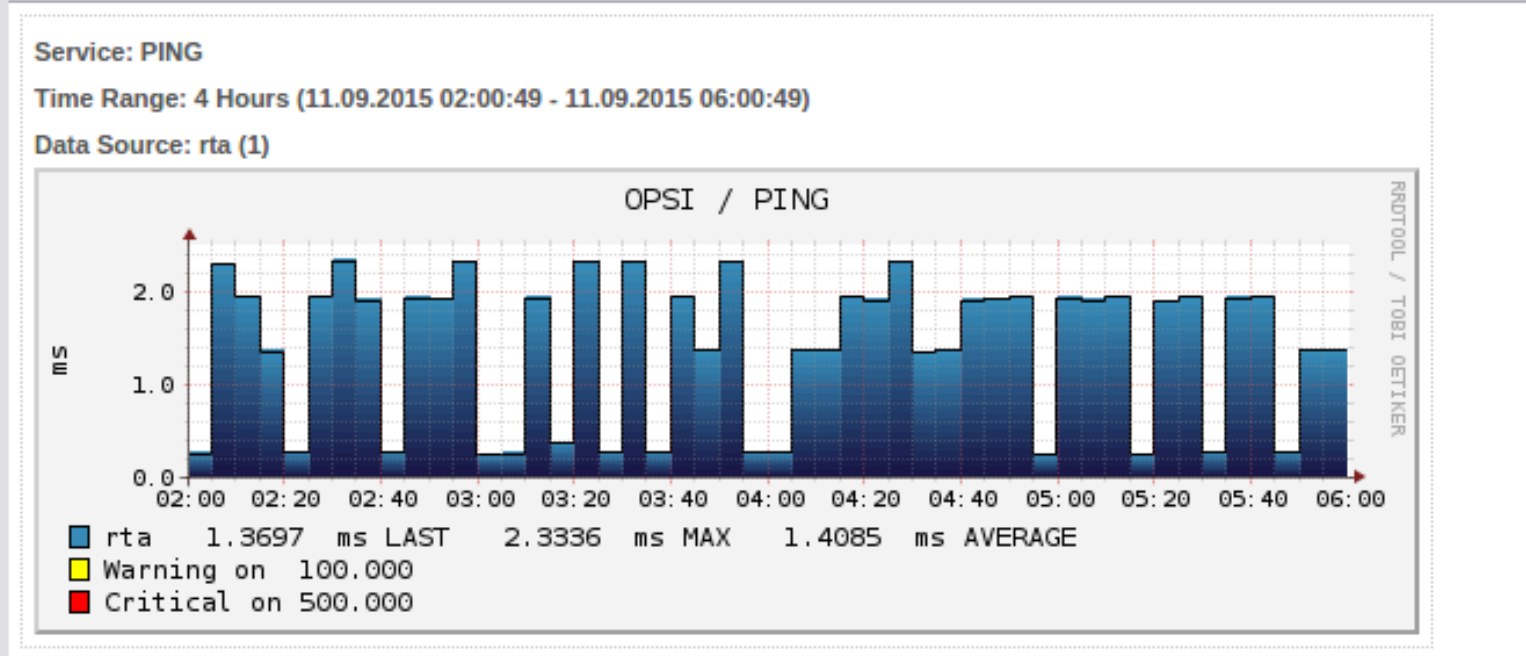 Service: PING
Time Range: 4 Hours (11.09.2015 02:00:49 - 11.09.2015 06:00:49)
Data Source: rta (1)
OPSI / PING
RRDTOOL / TOBI OETIKER
ms
2.0
1.0
0.0
02:00 02:20 02:40 03:00 03:20 03:40 04:00 04:20 04:40 05:00 05:20 05:40 06:00
rta 1.3697 ms LAST 2.3336 ms MAX 1.4085 ms AVERAGE
Warning on 100.000
Critical on 500.000